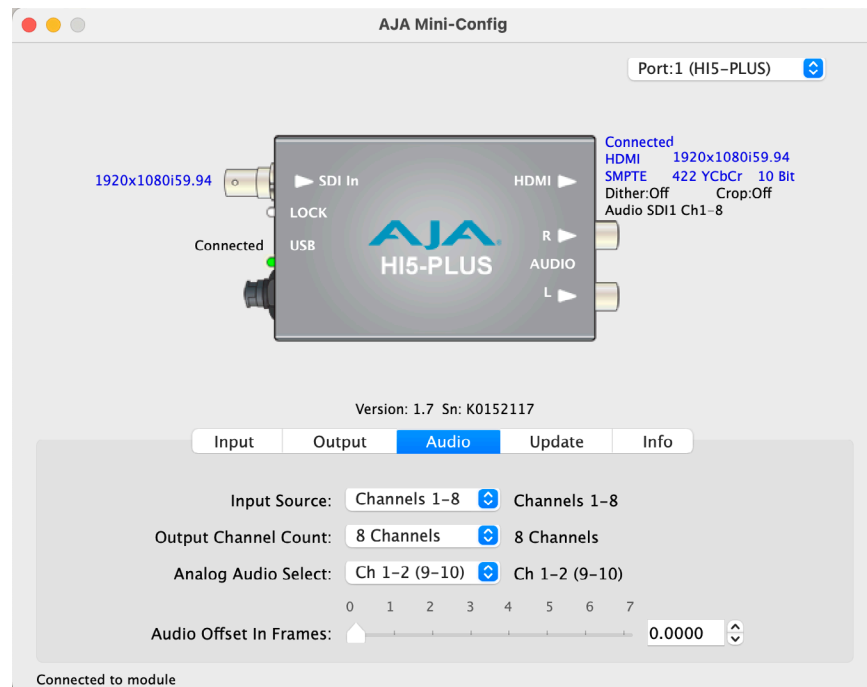 AJA Mini-Config
Port:1 (HI5-PLUS)
Connected
HDMI 1920x1080i59.94
SMPTE 422 YCbCr 10 Bit
Dither:Off Crop:Off
Audio SDI1 Ch1-8
1920x1080i59.94
SDI In
HDMI
LOCK
Connected
USB
AJA
HI5-PLUS
R
AUDIO
L
Version: 1.7 Sn: K0152117
Input Output Audio Update Info
Input Source: Channels 1-8 Channels 1-8
Output Channel Count: 8 Channels 8 Channels
Analog Audio Select: Ch 1-2 (9-10) Ch 1-2 (9-10)
0 1 2 3 4 5 6 7
Audio Offset In Frames: 0.0000
Connected to module